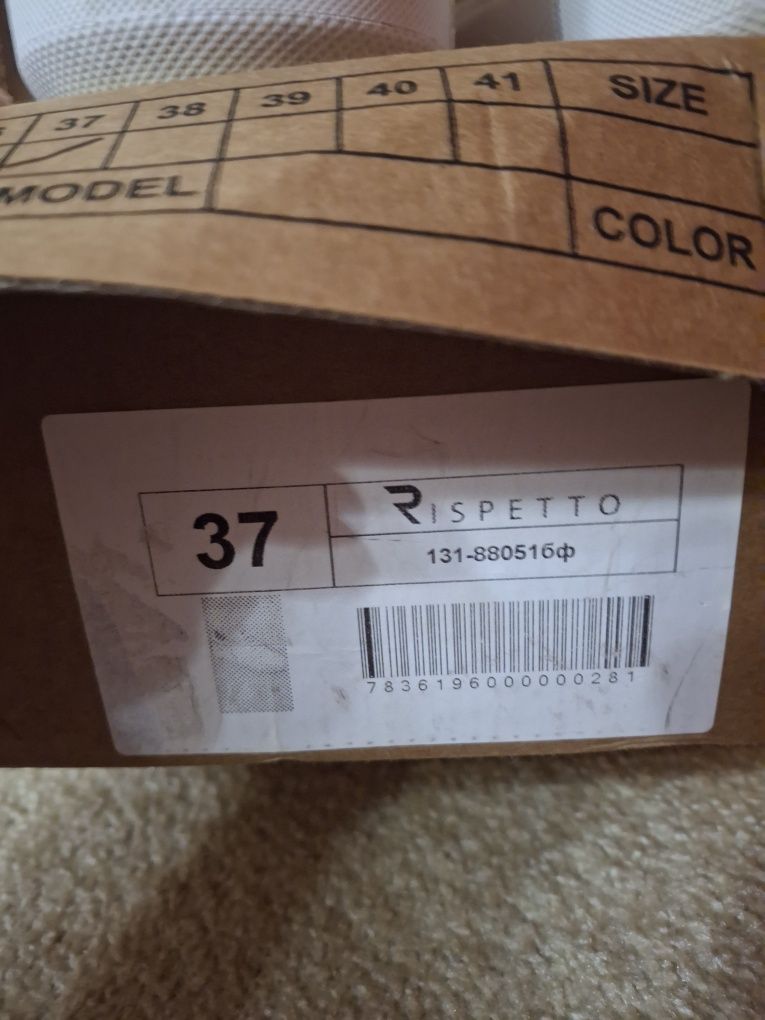 37 38 39 40 41 SIZE
MODEL COLOR
37 RISPETTO
131-880516ф
7836196000000281